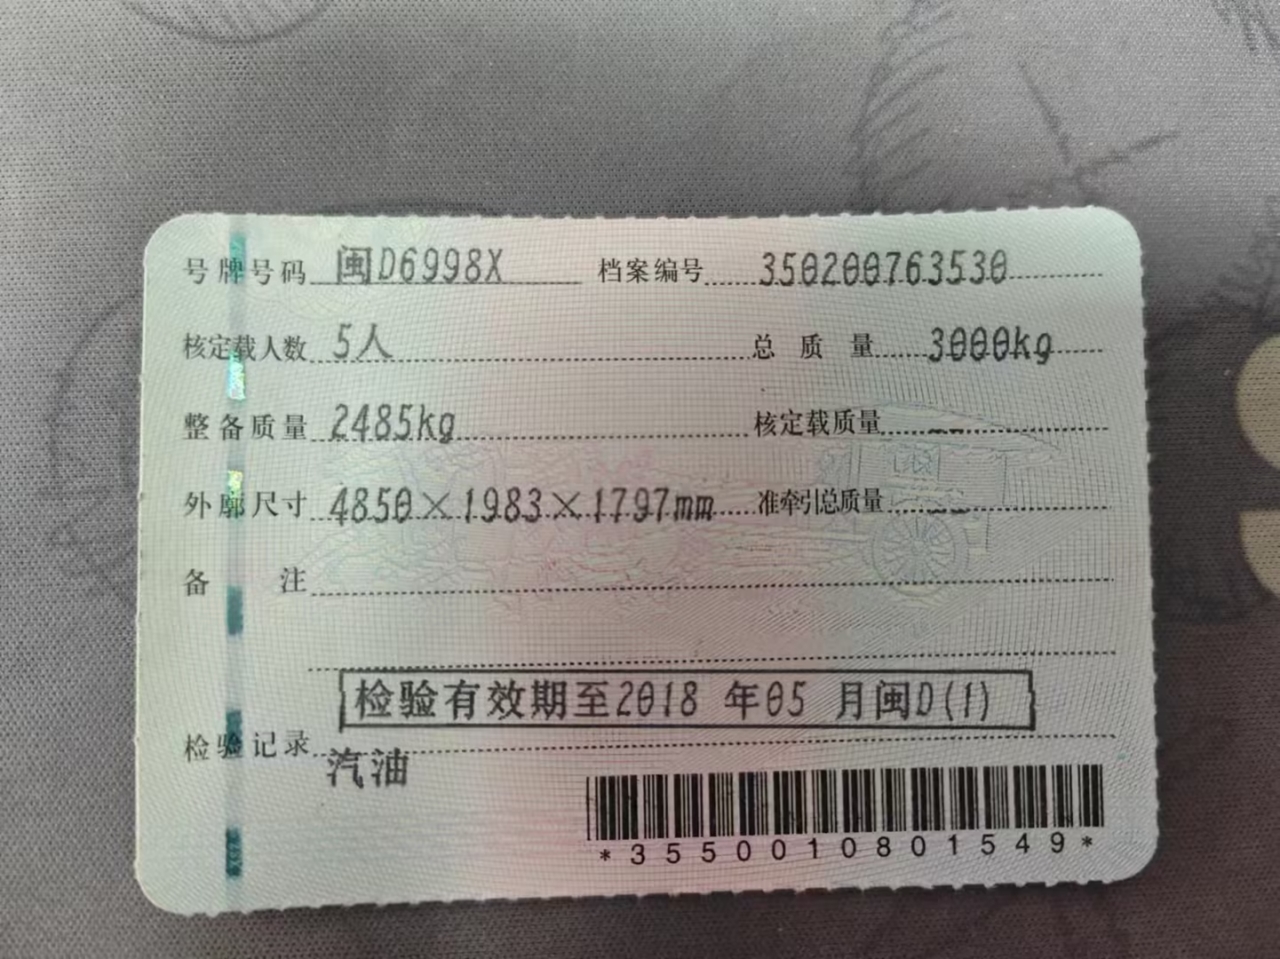 号牌号码 闽D6998X 档案编号 350200763530
核定载人数 5人 总质量 3000kg
整备质量 2485kg 核定载质量 --
外廓尺寸 4850×1983×1797mm 准牵引总质量 --
备注
检验有效期至2018 年05 月闽D(1)
检验记录
汽油
*3550010801549*